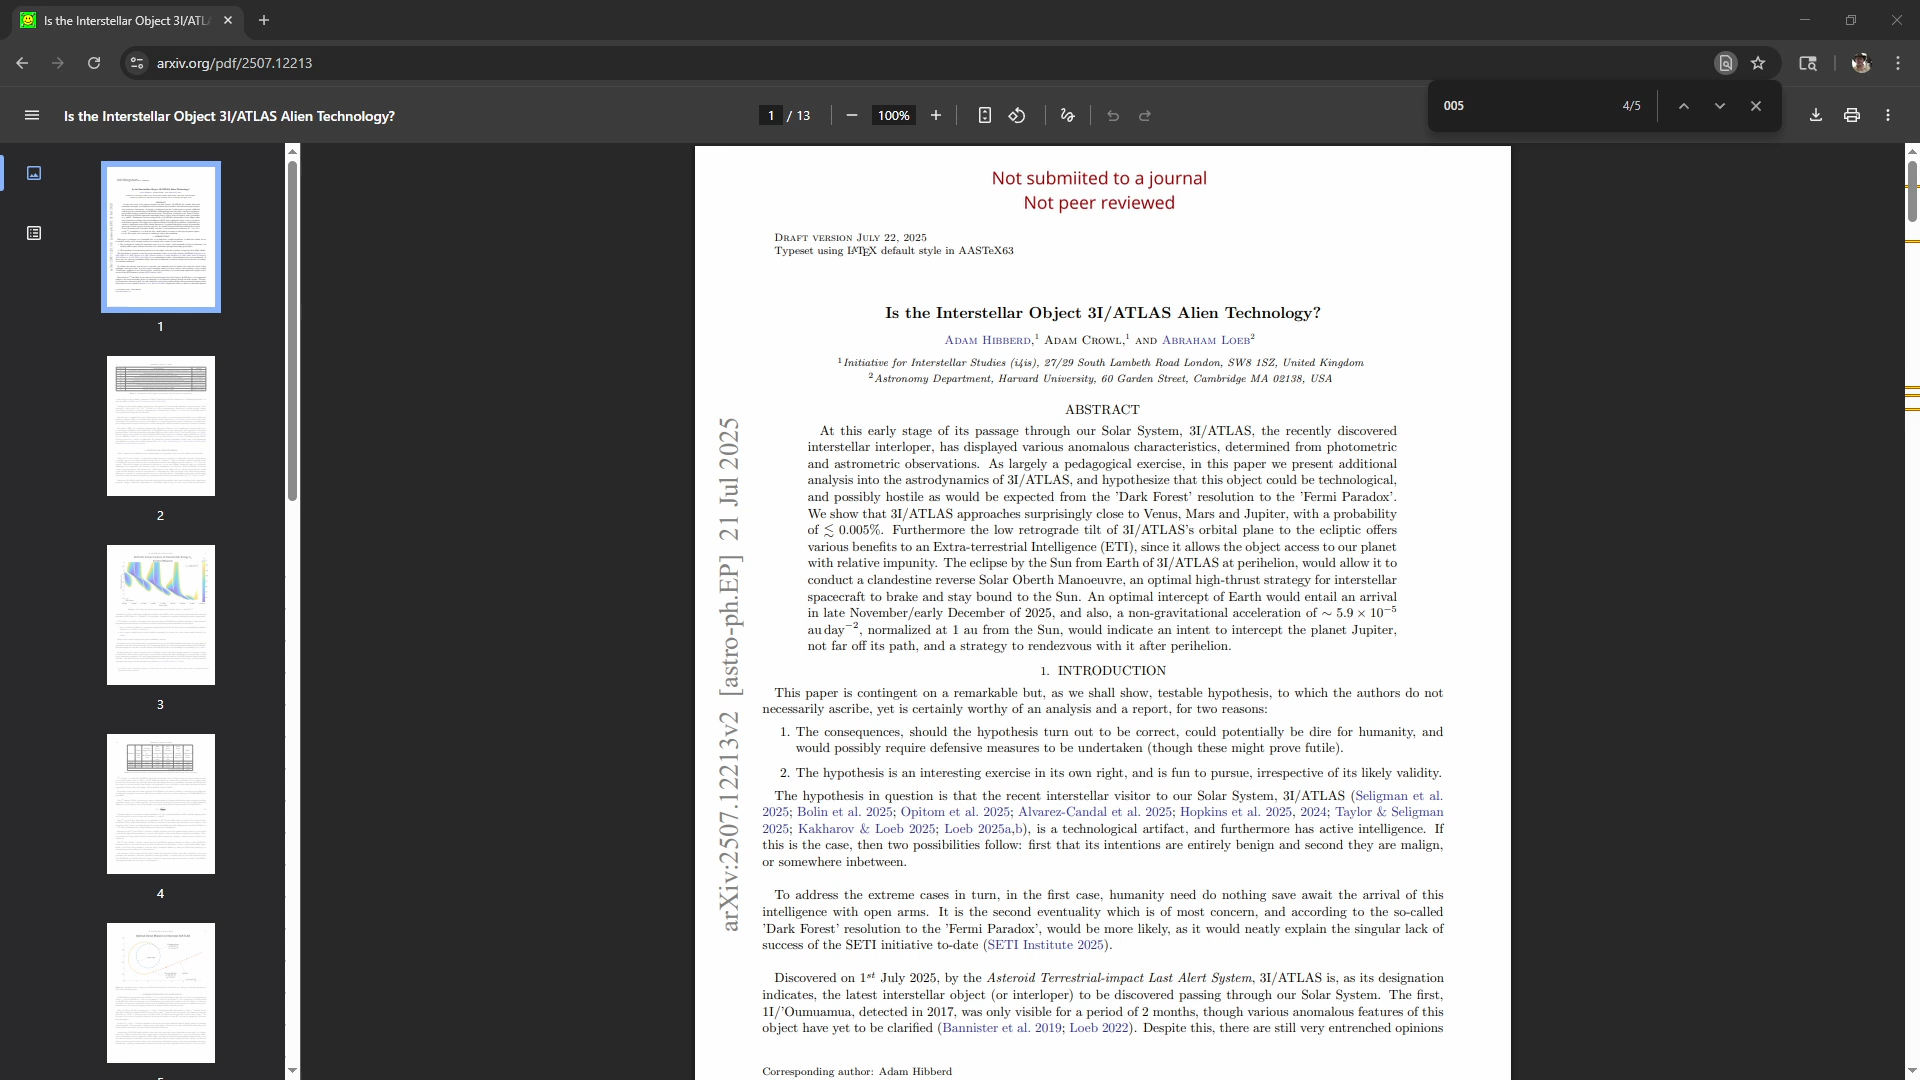 Is the Interstellar Object 3I/ATL
arxiv.org/pdf/2507.12213
Is the Interstellar Object 3I/ATLAS Alien Technology?
1 / 13
100%
005
4/5
1
2
3
4
Not submiited to a journal
Not peer reviewed
Draft version July 22, 2025
Typeset using LATEX default style in AASTeX63
Is the Interstellar Object 3I/ATLAS Alien Technology?
Adam Hibberd,¹ Adam Crowl,¹ and Abraham Loeb²
¹Initiative for Interstellar Studies (i4is), 27/29 South Lambeth Road London, SW8 1SZ, United Kingdom
²Astronomy Department, Harvard University, 60 Garden Street, Cambridge MA 02138, USA
arXiv:2507.12213v2 [astro-ph.EP] 21 Jul 2025
ABSTRACT
At this early stage of its passage through our Solar System, 3I/ATLAS, the recently discovered
interstellar interloper, has displayed various anomalous characteristics, determined from photometric
and astrometric observations. As largely a pedagogical exercise, in this paper we present additional
analysis into the astrodynamics of 3I/ATLAS, and hypothesize that this object could be technological,
and possibly hostile as would be expected from the 'Dark Forest' resolution to the 'Fermi Paradox'.
We show that 3I/ATLAS approaches surprisingly close to Venus, Mars and Jupiter, with a probability
of ≲ 0.005%. Furthermore the low retrograde tilt of 3I/ATLAS's orbital plane to the ecliptic offers
various benefits to an Extra-terrestrial Intelligence (ETI), since it allows the object access to our planet
with relative impunity. The eclipse by the Sun from Earth of 3I/ATLAS at perihelion, would allow it to
conduct a clandestine reverse Solar Oberth Manoeuvre, an optimal high-thrust strategy for interstellar
spacecraft to brake and stay bound to the Sun. An optimal intercept of Earth would entail an arrival
in late November/early December of 2025, and also, a non-gravitational acceleration of ∼ 5.9 × 10⁻⁵
au day⁻², normalized at 1 au from the Sun, would indicate an intent to intercept the planet Jupiter,
not far off its path, and a strategy to rendezvous with it after perihelion.
1. INTRODUCTION
This paper is contingent on a remarkable but, as we shall show, testable hypothesis, to which the authors do not
necessarily ascribe, yet is certainly worthy of an analysis and a report, for two reasons:
1. The consequences, should the hypothesis turn out to be correct, could potentially be dire for humanity, and
would possibly require defensive measures to be undertaken (though these might prove futile).
2. The hypothesis is an interesting exercise in its own right, and is fun to pursue, irrespective of its likely validity.
The hypothesis in question is that the recent interstellar visitor to our Solar System, 3I/ATLAS (Seligman et al.
2025; Bolin et al. 2025; Opitom et al. 2025; Alvarez-Candal et al. 2025; Hopkins et al. 2025, 2024; Taylor & Seligman
2025; Kakharov & Loeb 2025; Loeb 2025a,b), is a technological artifact, and furthermore has active intelligence. If
this is the case, then two possibilities follow: first that its intentions are entirely benign and second they are malign,
or somewhere inbetween.
To address the extreme cases in turn, in the first case, humanity need do nothing save await the arrival of this
intelligence with open arms. It is the second eventuality which is of most concern, and according to the so-called
'Dark Forest' resolution to the 'Fermi Paradox', would be more likely, as it would neatly explain the singular lack of
success of the SETI initiative to-date (SETI Institute 2025).
Discovered on 1st July 2025, by the Asteroid Terrestrial-impact Last Alert System, 3I/ATLAS is, as its designation
indicates, the latest interstellar object (or interloper) to be discovered passing through our Solar System. The first,
1I/'Oumuamua, detected in 2017, was only visible for a period of 2 months, though various anomalous features of this
object have yet to be clarified (Bannister et al. 2019; Loeb 2022). Despite this, there are still very entrenched opinions
Corresponding author: Adam Hibberd